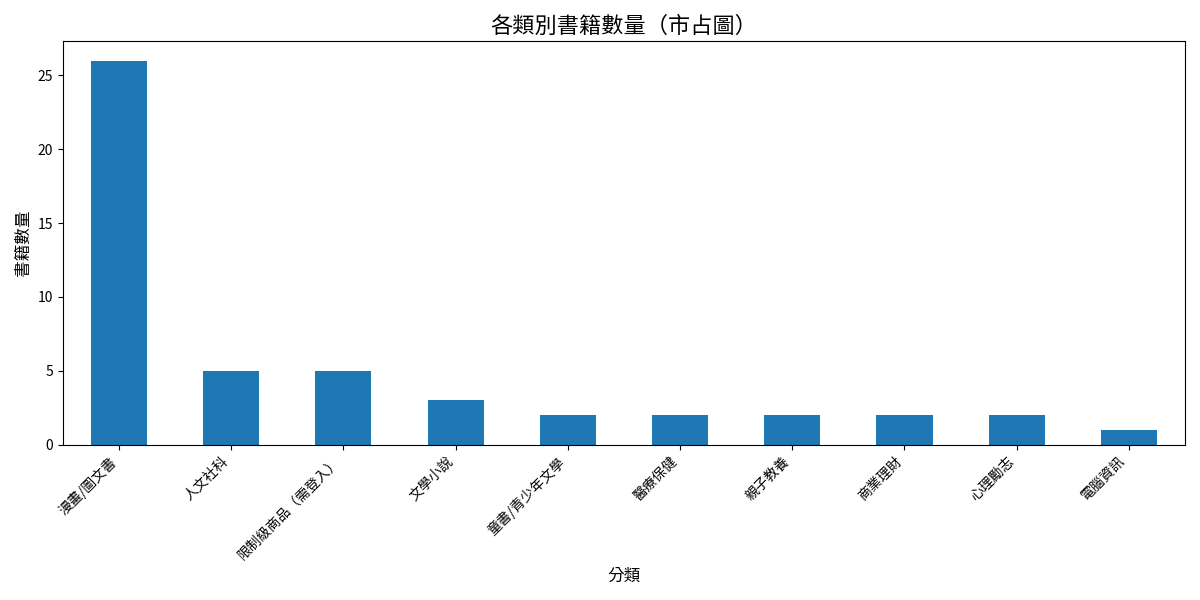 各類別書籍數量（市占圖）
書籍數量
25
20
15
10
5
0
漫畫/圖文書
人文社科
限制級商品（需登入）
文學小說
童書/青少年文學
醫療保健
親子教養
商業理財
心理勵志
電腦資訊
分類